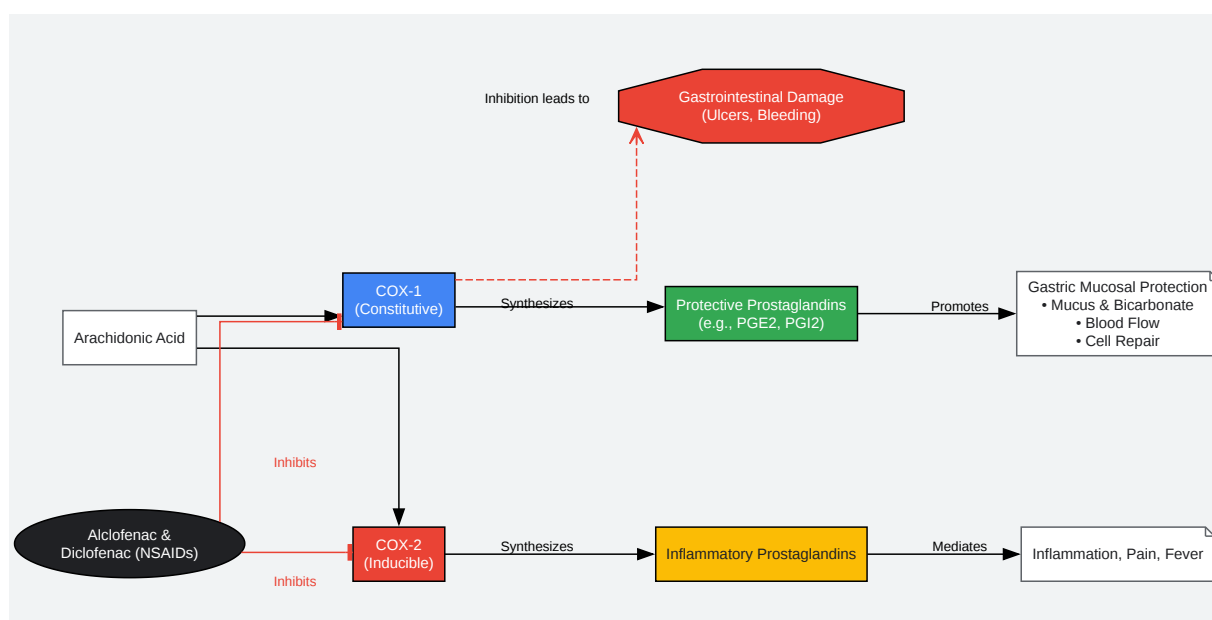 Inhibition leads to
Gastrointestinal Damage
(Ulcers, Bleeding)
COX-1
(Constitutive)
Synthesizes
Protective Prostaglandins
(e.g., PGE2, PGI2)
Promotes
Gastric Mucosal Protection
• Mucus & Bicarbonate
• Blood Flow
• Cell Repair
Arachidonic Acid
Inhibits
Alclofenac &
Diclofenac (NSAIDs)
Inhibits
COX-2
(Inducible)
Synthesizes
Inflammatory Prostaglandins
Mediates
Inflammation, Pain, Fever